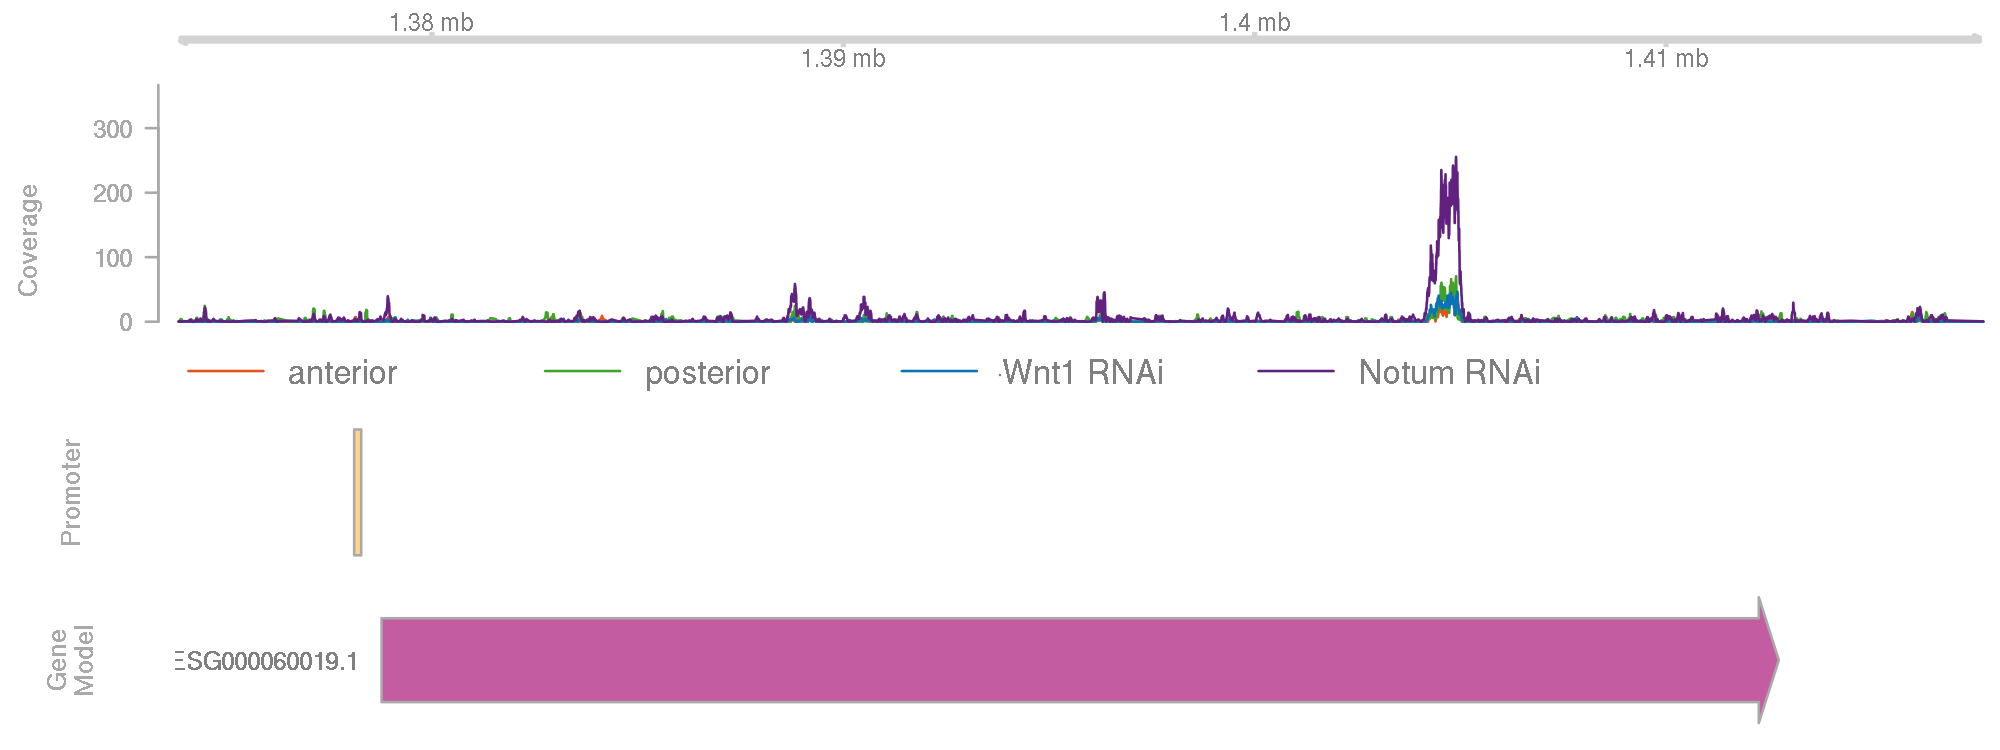 1.38 mb
1.4 mb
1.39 mb
1.41 mb
Coverage
300
200
100
0
anterior
posterior
Wnt1 RNAi
Notum RNAi
Promoter
Gene
Model
ESG000060019.1